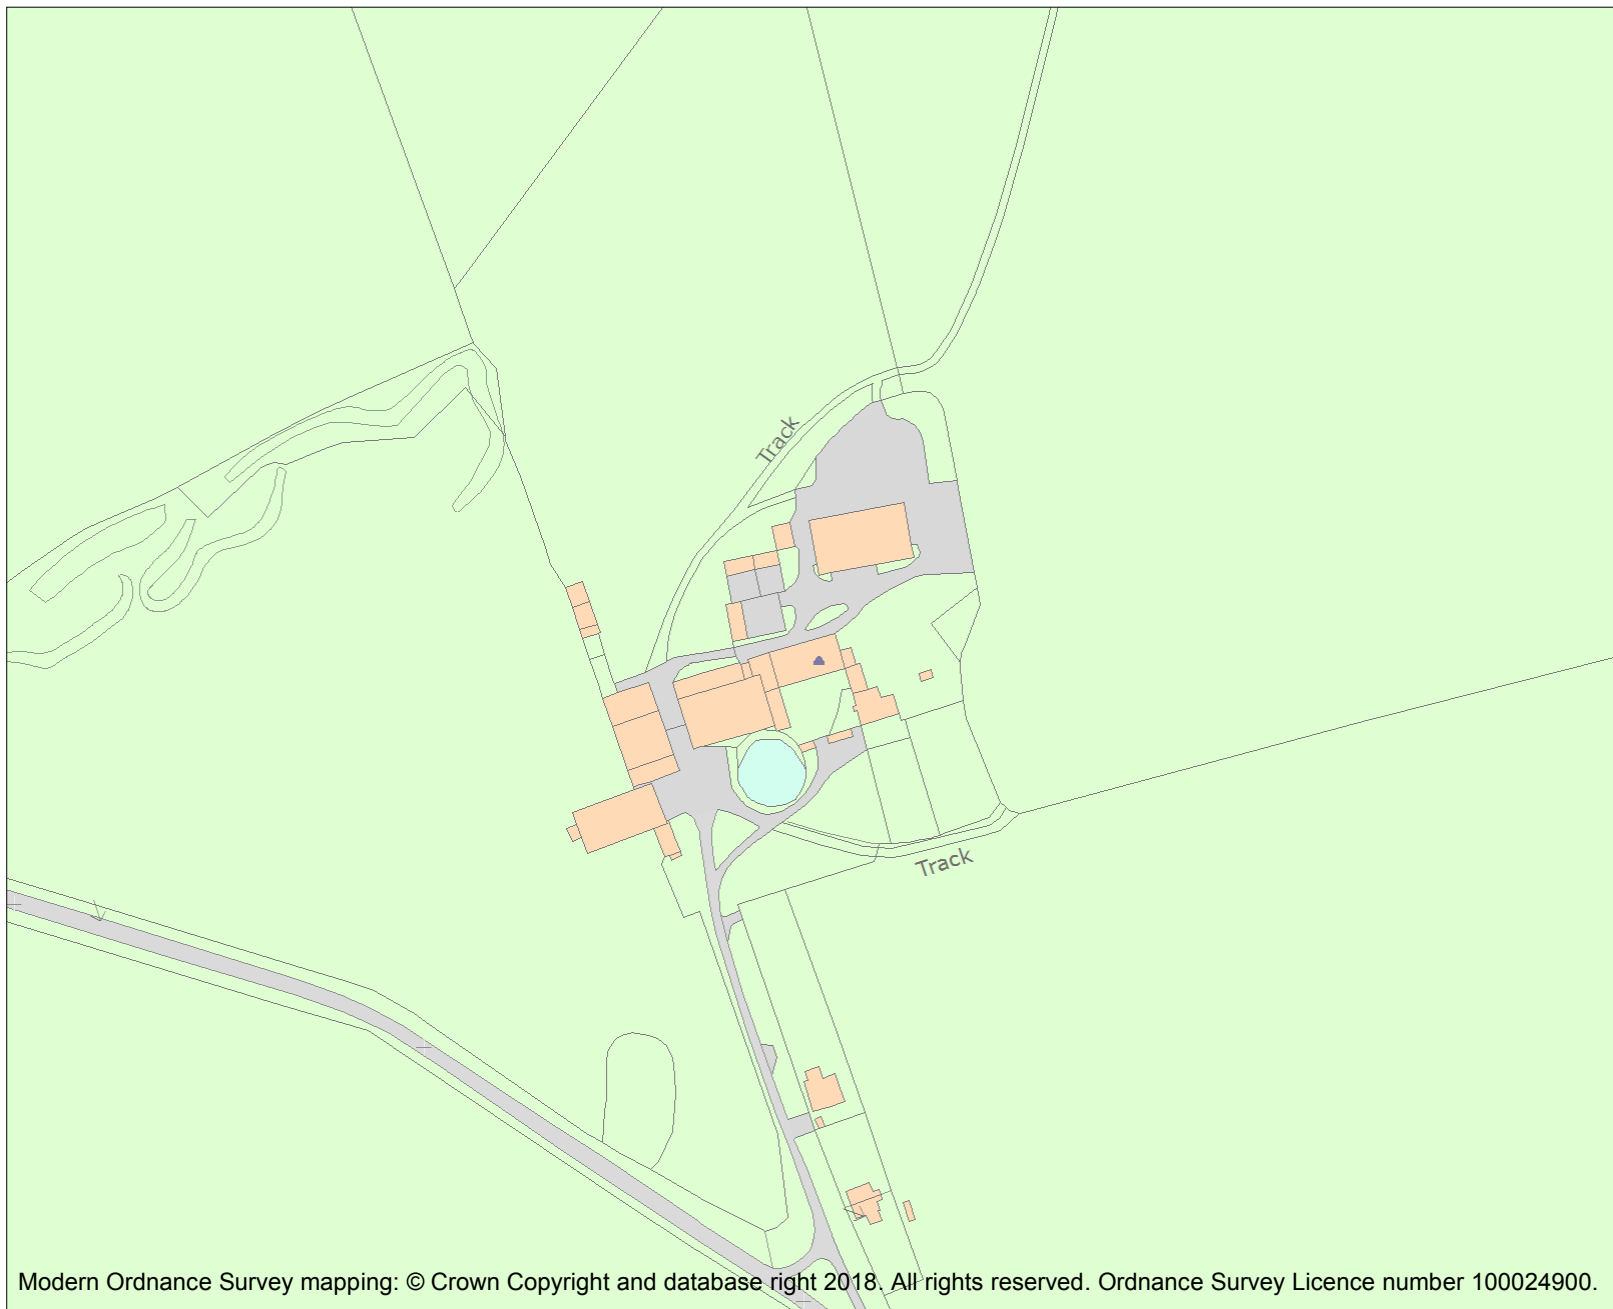 Track
Track
Modern Ordnance Survey mapping: © Crown Copyright and database right 2018. All rights reserved. Ordnance Survey Licence number 100024900.